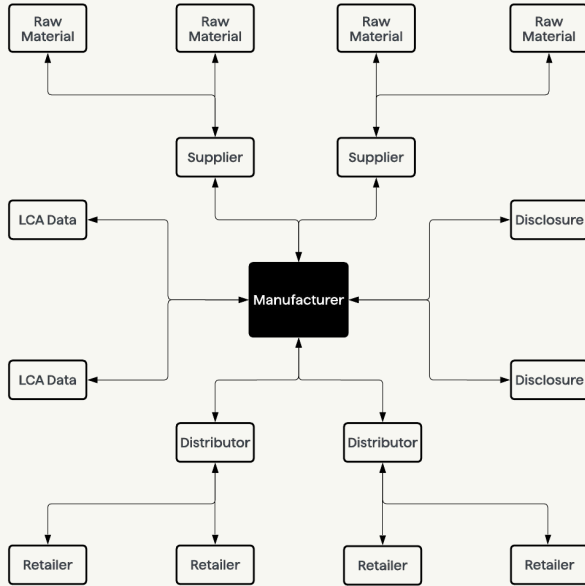 Raw
Material
Raw
Material
Raw
Material
Raw
Material
Supplier
Supplier
LCA Data
Disclosure
Manufacturer
LCA Data
Disclosure
Distributor
Distributor
Retailer
Retailer
Retailer
Retailer